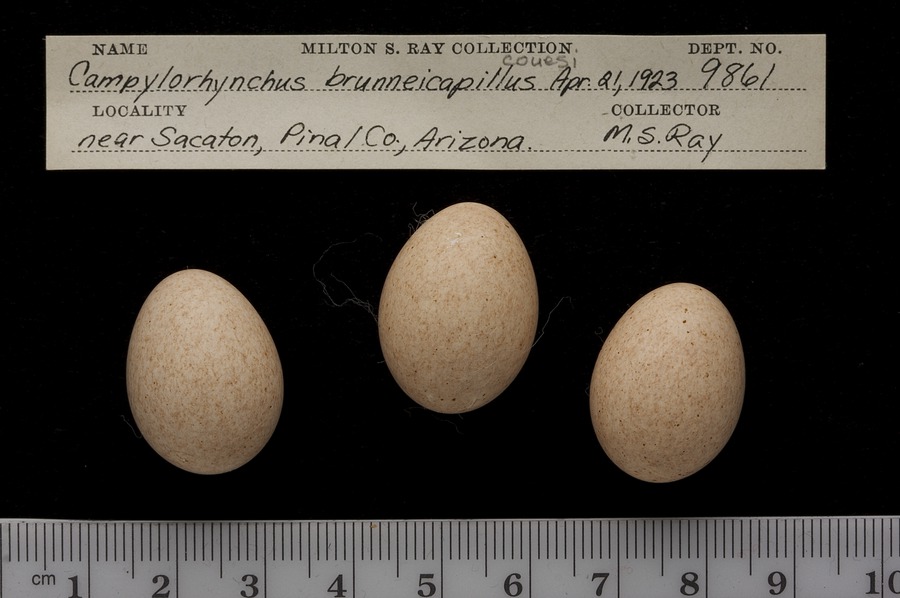 NAME MILTON S. RAY COLLECTION. DEPT. NO.
couesi
Campylorhynchus brunneicapillus Apr. 21, 1923 9861
LOCALITY COLLECTOR
near Sacaton, Pinal Co., Arizona. M.S. Ray
cm 1 2 3 4 5 6 7 8 9 10